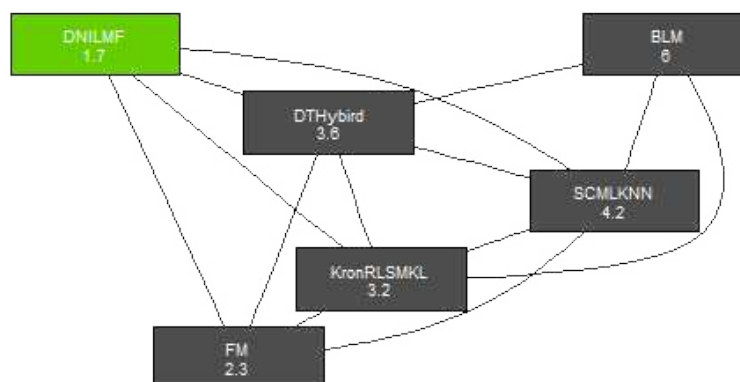 DNILMF
1.7
BLM
6
DTHybird
3.6
SCMLKNN
4.2
KronRLSMKL
3.2
FM
2.3